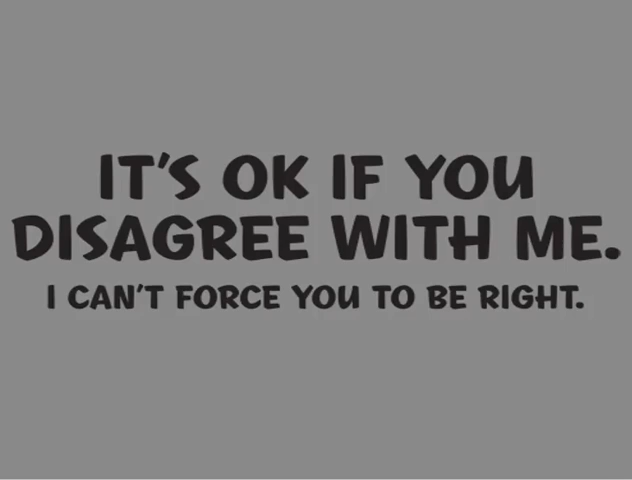 IT'S OK IF YOU
DISAGREE WITH ME.
I CAN'T FORCE YOU TO BE RIGHT.